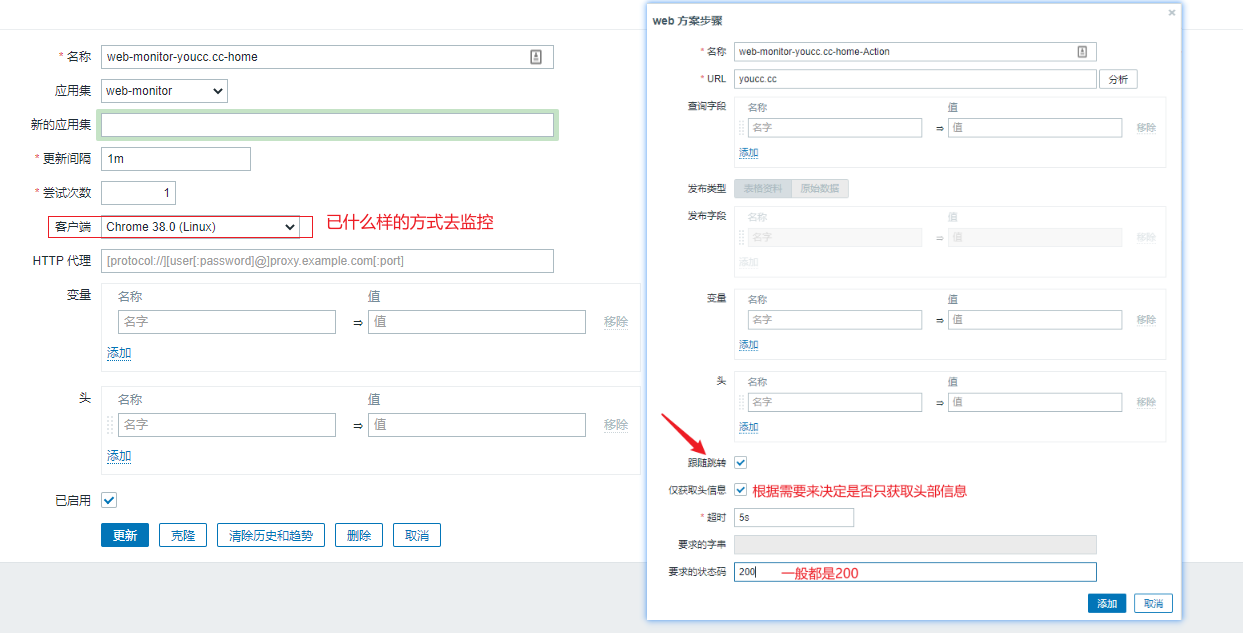 * 名称 web-monitor-youcc.cc-home
应用集 web-monitor
新的应用集
* 更新间隔 1m
* 尝试次数 1
客户端 Chrome 38.0 (Linux) 已什么样的方式去监控
HTTP 代理 [protocol://][user[:password]@]proxy.example.com[:port]
变量 名称 值
名字 ⇒ 值 移除
添加
头 名称 值
名字 ⇒ 值 移除
添加
已启用
更新 克隆 清除历史和趋势 删除 取消
web 方案步骤 ×
* 名称 web-monitor-youcc.cc-home-Action
* URL youcc.cc 分析
查询字段 名称 值
名字 ⇒ 值 移除
添加
发布类型 表格资料 原始数据
发布字段 名称 值
名字 ⇒ 值 移除
添加
变量 名称 值
名字 ⇒ 值 移除
添加
头 名称 值
名字 ⇒ 值 移除
添加
跟随跳转
仅获取头信息 根据需要来决定是否只获取头部信息
* 超时 5s
要求的字串
要求的状态码 200 一般都是200
添加 取消